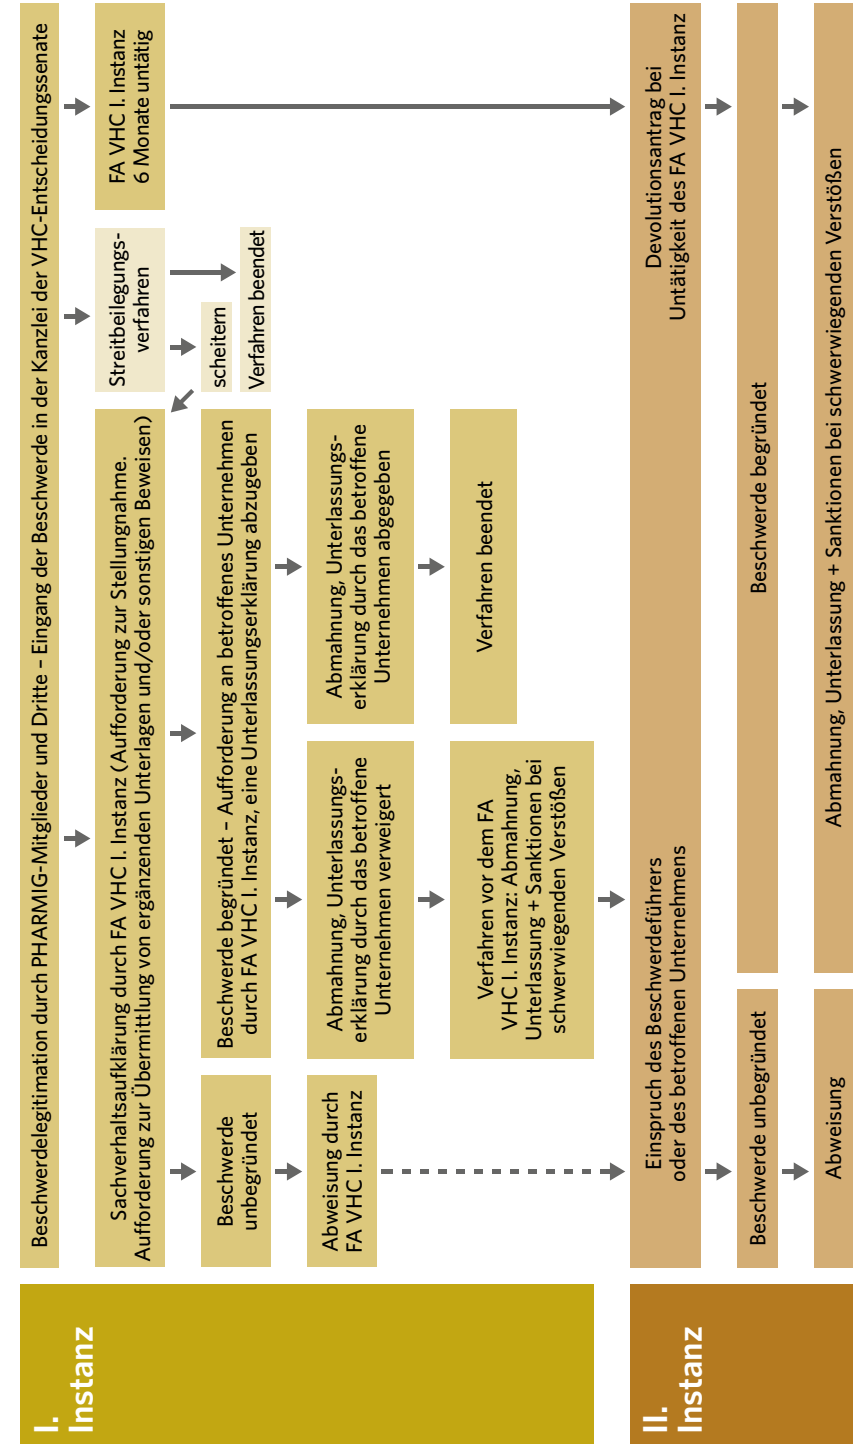 I.
Instanz
Beschwerdelegitimation durch PHARMIG-Mitglieder und Dritte – Eingang der Beschwerde in der Kanzlei der VHC-Entscheidungssenate
Sachverhaltsaufklärung durch FA VHC I. Instanz (Aufforderung zur Stellungnahme.
Aufforderung zur Übermittlung von ergänzenden Unterlagen und/oder sonstigen Beweisen)
Streitbeilegungs-
verfahren
FA VHC I. Instanz
6 Monate untätig
scheitern
Verfahren beendet
Beschwerde
unbegründet
Beschwerde begründet – Aufforderung an betroffenes Unternehmen
durch FA VHC I. Instanz, eine Unterlassungserklärung abzugeben
Abweisung durch
FA VHC I. Instanz
Abmahnung, Unterlassungs-
erklärung durch das betroffene
Unternehmen verweigert
Abmahnung, Unterlassungs-
erklärung durch das betroffene
Unternehmen abgegeben
Verfahren vor dem FA
VHC I. Instanz: Abmahnung,
Unterlassung + Sanktionen bei
schwerwiegenden Verstößen
Verfahren beendet
II.
Instanz
Einspruch des Beschwerdeführers
oder des betroffenen Unternehmens
Devolutionsantrag bei
Untätigkeit des FA VHC I. Instanz
Beschwerde unbegründet
Beschwerde begründet
Abweisung
Abmahnung, Unterlassung + Sanktionen bei schwerwiegenden Verstößen